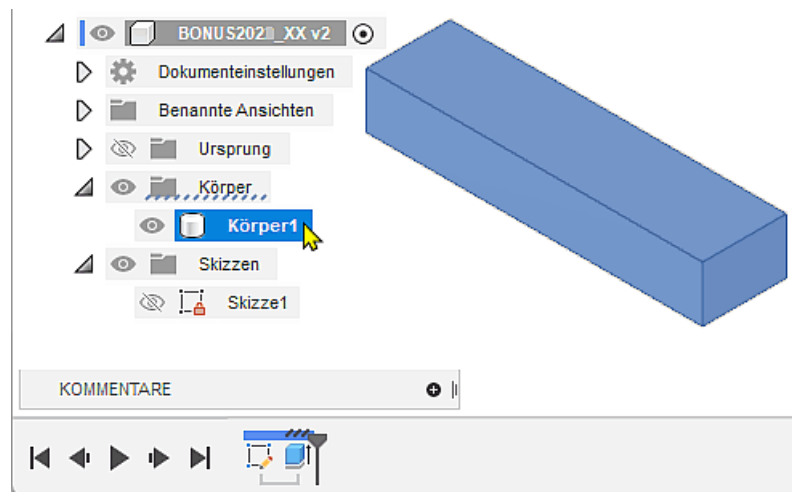 BONUS202_XX v2
Dokumenteinstellungen
Benannte Ansichten
Ursprung
Körper
Körper1
Skizzen
Skizze1
KOMMENTARE